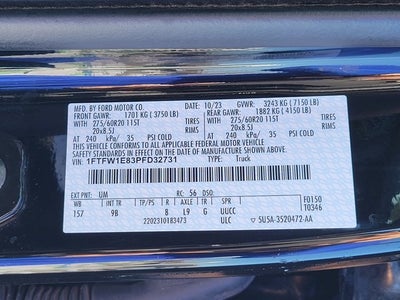 MFD. BY FORD MOTOR CO. 10/23 GVWR: 3243 KG ( 7150 LB)
FRONT GAWR: 1701 KG ( 3750 LB) REAR GAWR: 1882 KG ( 4150 LB)
WITH 275/60R20 115T TIRES WITH 275/60R20 115T TIRES
20x8.5J RIMS 20x8.5J RIMS
AT 240 kPa/ 35 PSI COLD AT 240 kPa/ 35 PSI COLD
THIS VEHICLE CONFORMS TO ALL APPLICABLE FEDERAL MOTOR
VEHICLE SAFETY STANDARDS IN EFFECT ON THE DATE OF
MANUFACTURE SHOWN ABOVE.
VIN: 1FTFW1E83PFD32731 TYPE: Truck
EXT PNT: UM RC: 56 DSO: F0150
WB INT TR TP/PS R AXLE TR SPR T0346
157 9B 8 L9 G UUCC
2202310183473 ULC 5U5A-3520472-AA